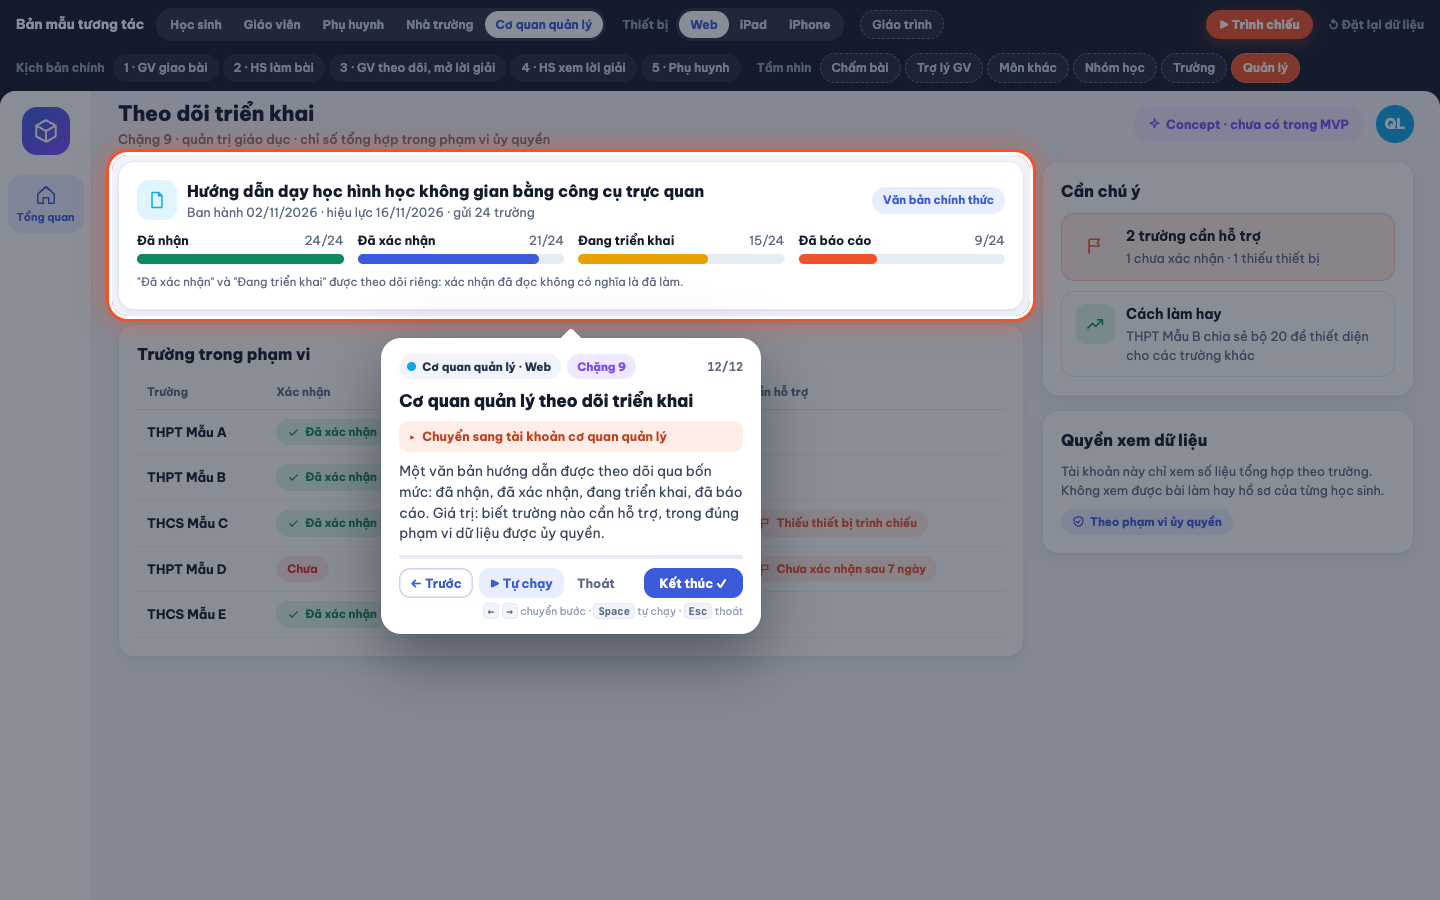 Bản mẫu tương tác
Học sinh
Giáo viên
Phụ huynh
Nhà trường
Cơ quan quản lý
Thiết bị
Web
iPad
iPhone
Giáo trình
Trình chiếu
Đặt lại dữ liệu
Kịch bản chính
1 · GV giao bài
2 · HS làm bài
3 · GV theo dõi, mở lời giải
4 · HS xem lời giải
5 · Phụ huynh
Tầm nhìn
Chấm bài
Trợ lý GV
Môn khác
Nhóm học
Trường
Quản lý
Tổng quan
Theo dõi triển khai
Chặng 9 · quản trị giáo dục · chỉ số tổng hợp trong phạm vi ủy quyền
Concept · chưa có trong MVP
QL
Hướng dẫn dạy học hình học không gian bằng công cụ trực quan
Ban hành 02/11/2026 · hiệu lực 16/11/2026 · gửi 24 trường
Văn bản chính thức
Đã nhận 24/24
Đã xác nhận 21/24
Đang triển khai 15/24
Đã báo cáo 9/24
"Đã xác nhận" và "Đang triển khai" được theo dõi riêng: xác nhận đã đọc không có nghĩa là đã làm.
Trường trong phạm vi
Trường
Xác nhận
n hỗ trợ
THPT Mẫu A
Đã xác nhận
THPT Mẫu B
Đã xác nhận
THCS Mẫu C
Đã xác nhận
Thiếu thiết bị trình chiếu
THPT Mẫu D
Chưa
Chưa xác nhận sau 7 ngày
THCS Mẫu E
Đã xác nhận
Cơ quan quản lý · Web
Chặng 9
12/12
Cơ quan quản lý theo dõi triển khai
▸ Chuyển sang tài khoản cơ quan quản lý
Một văn bản hướng dẫn được theo dõi qua bốn
mức: đã nhận, đã xác nhận, đang triển khai, đã báo
cáo. Giá trị: biết trường nào cần hỗ trợ, trong đúng
phạm vi dữ liệu được ủy quyền.
← Trước
Tự chạy
Thoát
Kết thúc ✓
← → chuyển bước · Space tự chạy · Esc thoát
Cần chú ý
2 trường cần hỗ trợ
1 chưa xác nhận · 1 thiếu thiết bị
Cách làm hay
THPT Mẫu B chia sẻ bộ 20 đề thiết diện
cho các trường khác
Quyền xem dữ liệu
Tài khoản này chỉ xem số liệu tổng hợp theo trường.
Không xem được bài làm hay hồ sơ của từng học sinh.
Theo phạm vi ủy quyền